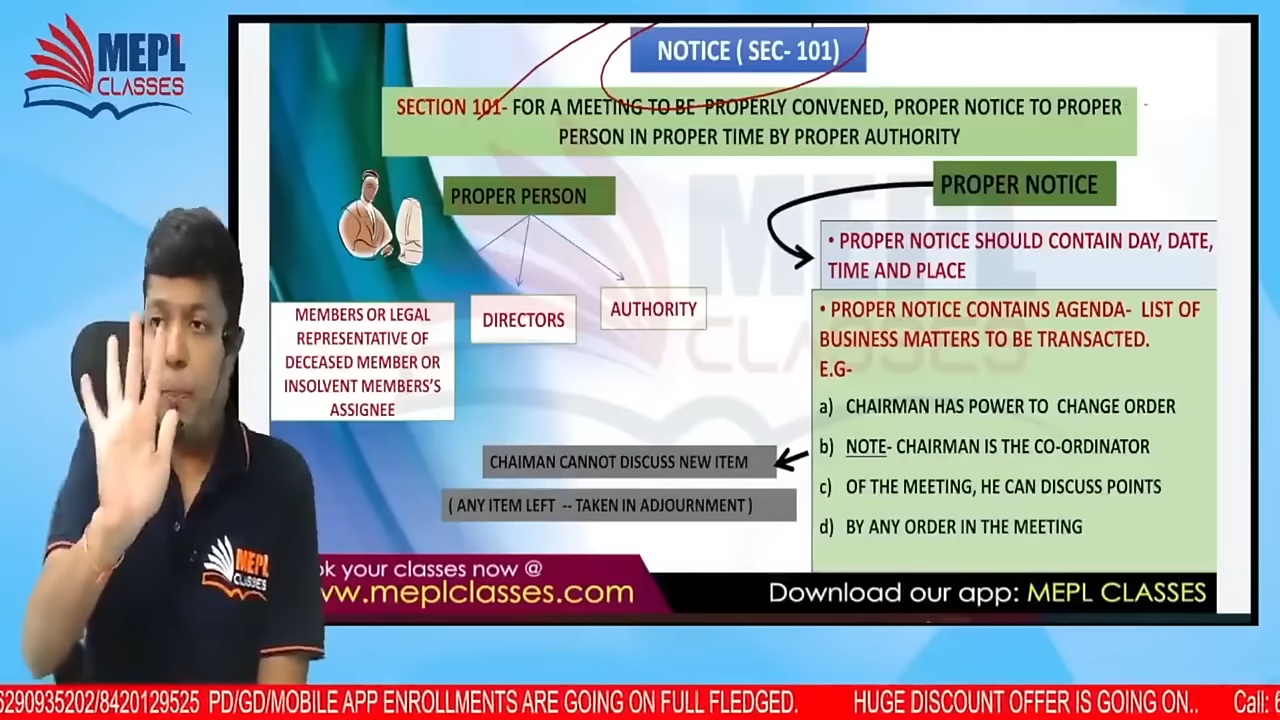 MEPL
CLASSES
NOTICE ( SEC- 101)
SECTION 101- FOR A MEETING TO BE PROPERLY CONVENED, PROPER NOTICE TO PROPER
PERSON IN PROPER TIME BY PROPER AUTHORITY
PROPER PERSON
MEMBERS OR LEGAL
REPRESENTATIVE OF
DECEASED MEMBER OR
INSOLVENT MEMBERS'S
ASSIGNEE
DIRECTORS
AUTHORITY
PROPER NOTICE
• PROPER NOTICE SHOULD CONTAIN DAY, DATE,
TIME AND PLACE
• PROPER NOTICE CONTAINS AGENDA- LIST OF
BUSINESS MATTERS TO BE TRANSACTED.
E.G-
a) CHAIRMAN HAS POWER TO CHANGE ORDER
b) NOTE- CHAIRMAN IS THE CO-ORDINATOR
c) OF THE MEETING, HE CAN DISCUSS POINTS
d) BY ANY ORDER IN THE MEETING
CHAIMAN CANNOT DISCUSS NEW ITEM
( ANY ITEM LEFT -- TAKEN IN ADJOURNMENT )
MEPL
CLASSES
MEPL
CLASSES
k your classes now @
ww.meplclasses.com
Download our app: MEPL CLASSES
6290935202/8420129525 PD/GD/MOBILE APP ENROLLMENTS ARE GOING ON FULL FLEDGED. HUGE DISCOUNT OFFER IS GOING ON.. Call: 6